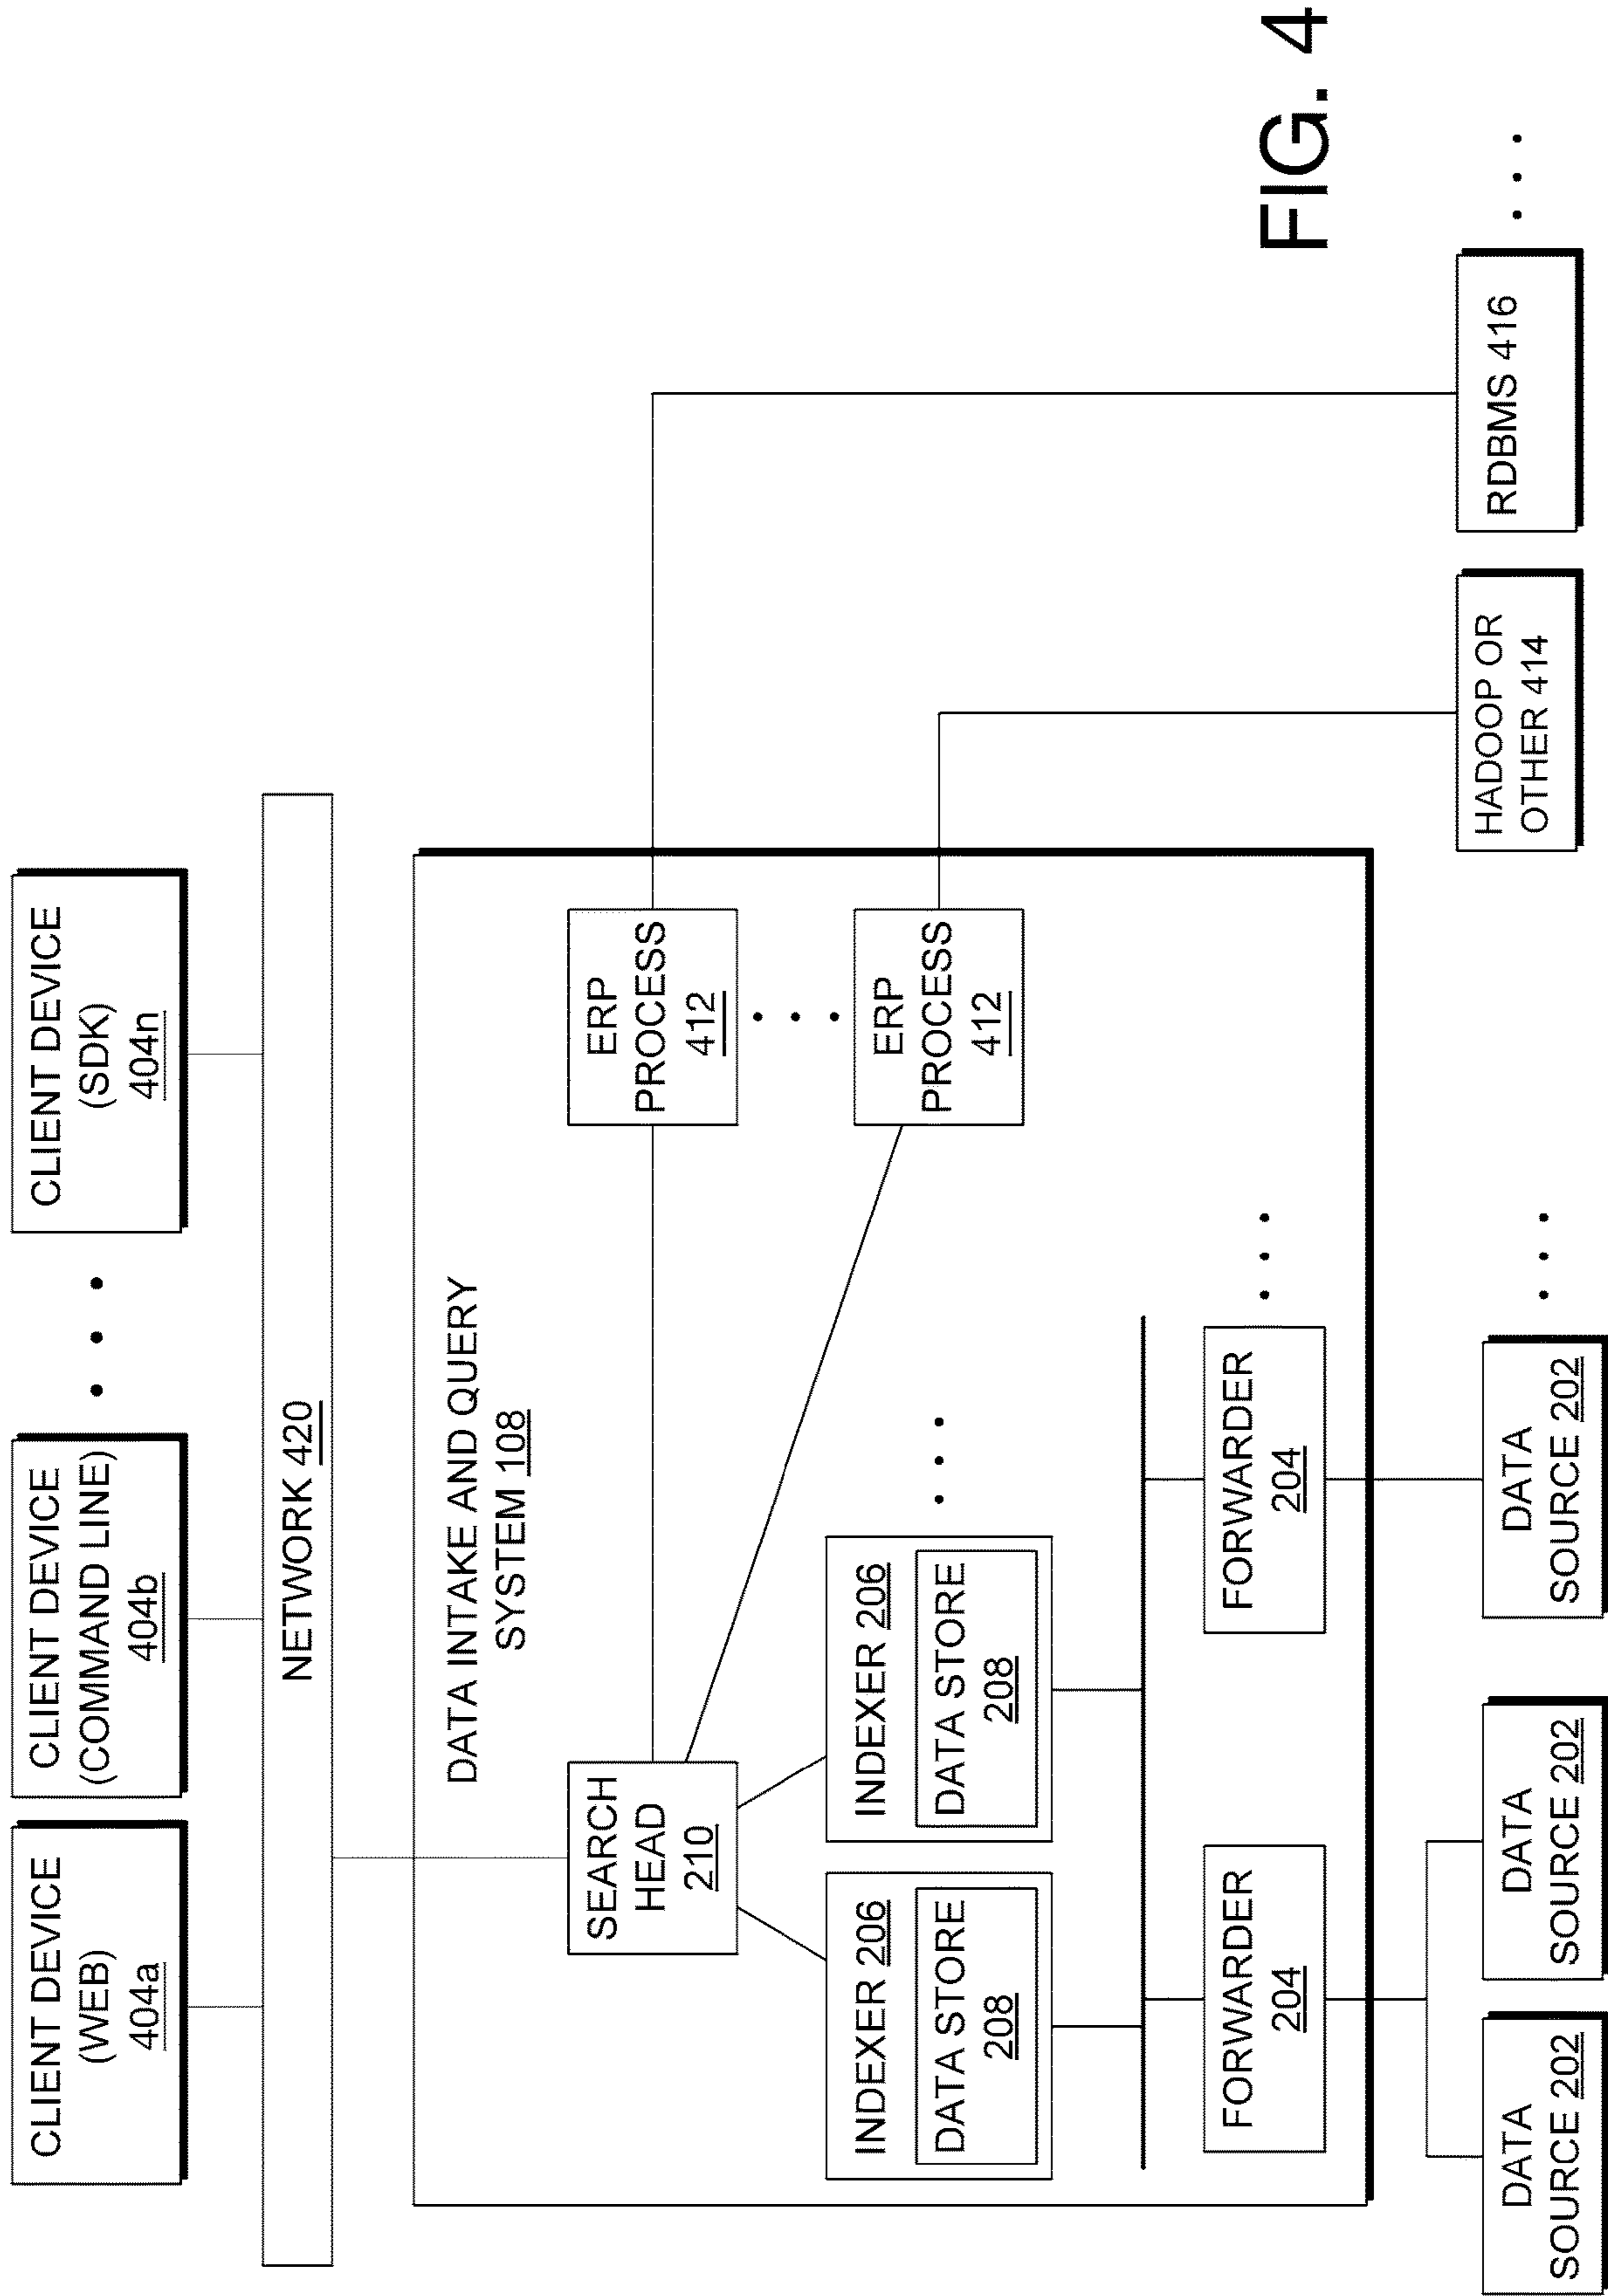 CLIENT DEVICE
(WEB)
404a
CLIENT DEVICE
(COMMAND LINE)
404b
CLIENT DEVICE
(SDK)
404n
NETWORK 420
DATA INTAKE AND QUERY
SYSTEM 108
SEARCH
HEAD
210
ERP
PROCESS
412
ERP
PROCESS
412
INDEXER 206
DATA STORE
208
INDEXER 206
DATA STORE
208
FORWARDER
204
FORWARDER
204
DATA
SOURCE 202
DATA
SOURCE 202
DATA
SOURCE 202
HADOOP OR
OTHER 414
RDBMS 416
FIG. 4